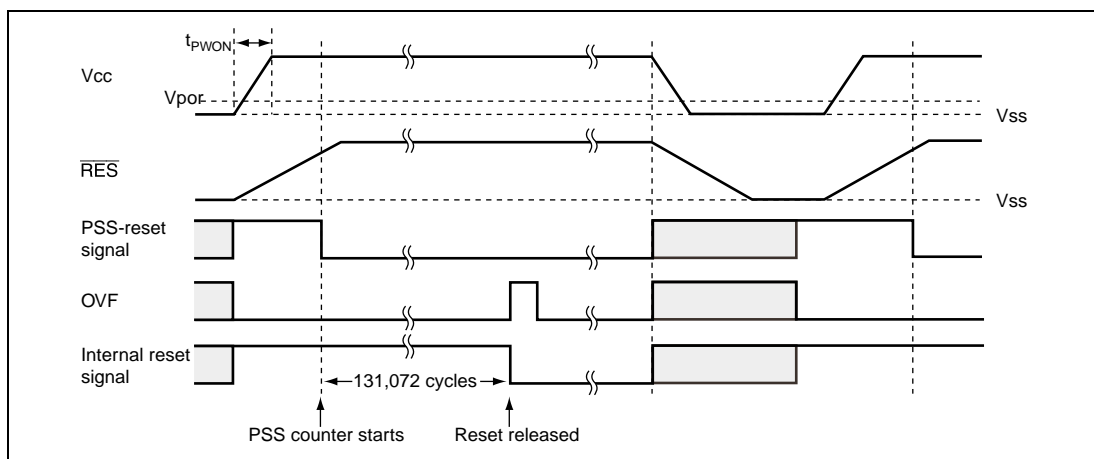 tPWON
Vcc
Vpor
Vss
RES
Vss
PSS-reset
signal
OVF
Internal reset
signal
131,072 cycles
PSS counter starts
Reset released